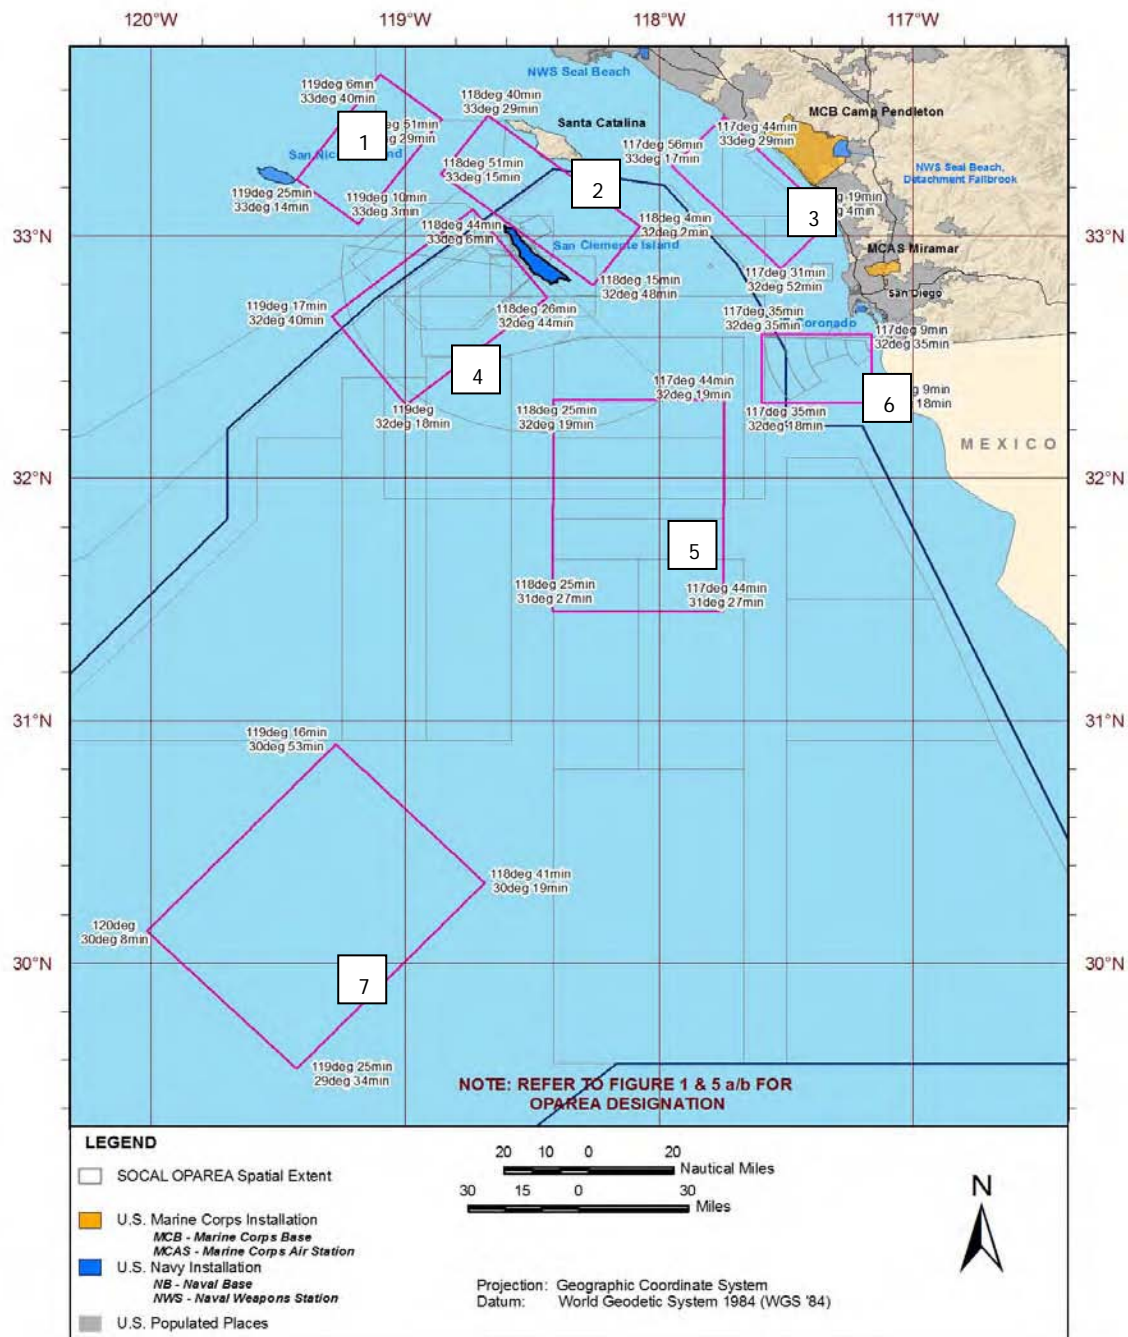 120°W 119°W 118°W 117°W
NWS Seal Beach
119deg 6min
33deg 40min
118deg 40min
33deg 29min
MCB Camp Pendleton
Santa Catalina
1
51min
29min
117deg 44min
33deg 29min
117deg 56min
33deg 17min
118deg 51min
33deg 15min
NWS Seal Beach,
Detachment Fallbrook
2
119deg 25min
33deg 14min
119deg 10min
33deg 3min
19min
4min
3
118deg 44min
33deg 6min
118deg 4min
32deg 2min
33°N 33°N
San Clemente Island
MCAS Miramar
118deg 15min
32deg 48min
117deg 31min
32deg 52min
San Diego
119deg 17min
32deg 40min
118deg 26min
32deg 44min
117deg 35min
32deg 35min
oronado
117deg 9min
32deg 35min
4
117deg 44min
32deg 19min
6
9min
18min
119deg
32deg 18min
118deg 25min
32deg 19min
117deg 35min
32deg 18min
MEXICO
32°N 32°N
5
118deg 25min
31deg 27min
117deg 44min
31deg 27min
31°N 31°N
119deg 16min
30deg 53min
118deg 41min
30deg 19min
120deg
30deg 8min
30°N 30°N
7
119deg 25min
29deg 34min
NOTE: REFER TO FIGURE 1 & 5 a/b FOR
OPAREA DESIGNATION
LEGEND
SOCAL OPAREA Spatial Extent
U.S. Marine Corps Installation
MCB - Marine Corps Base
MCAS - Marine Corps Air Station
U.S. Navy Installation
NB - Naval Base
NWS - Naval Weapons Station
U.S. Populated Places
20 10 0 20
Nautical Miles
30 15 0 30
Miles
Projection: Geographic Coordinate System
Datum: World Geodetic System 1984 (WGS '84)
N